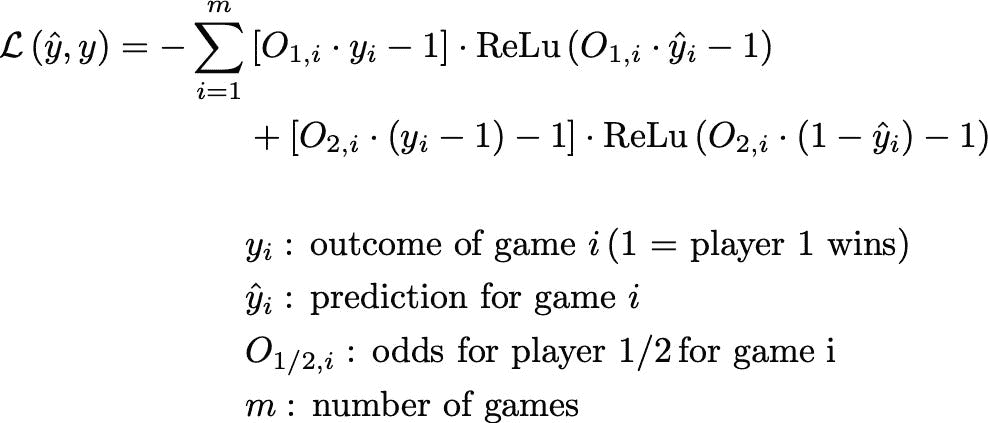 𝓛 (ŷ, y) = − ∑_{i=1}^{m} [O_{1,i} · y_i − 1] · ReLu (O_{1,i} · ŷ_i − 1)
+ [O_{2,i} · (y_i − 1) − 1] · ReLu (O_{2,i} · (1 − ŷ_i) − 1)
y_i : outcome of game i (1 = player 1 wins)
ŷ_i : prediction for game i
O_{1/2,i} : odds for player 1/2 for game i
m : number of games